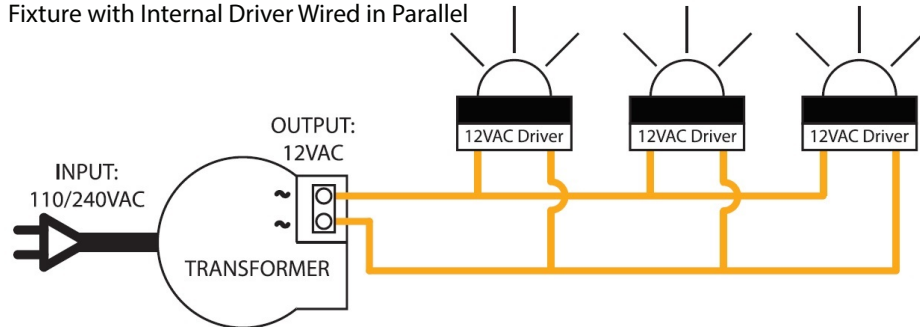 Fixture with Internal Driver Wired in Parallel
12VAC Driver
12VAC Driver
12VAC Driver
OUTPUT:
12VAC
INPUT:
110/240VAC
~
~
TRANSFORMER